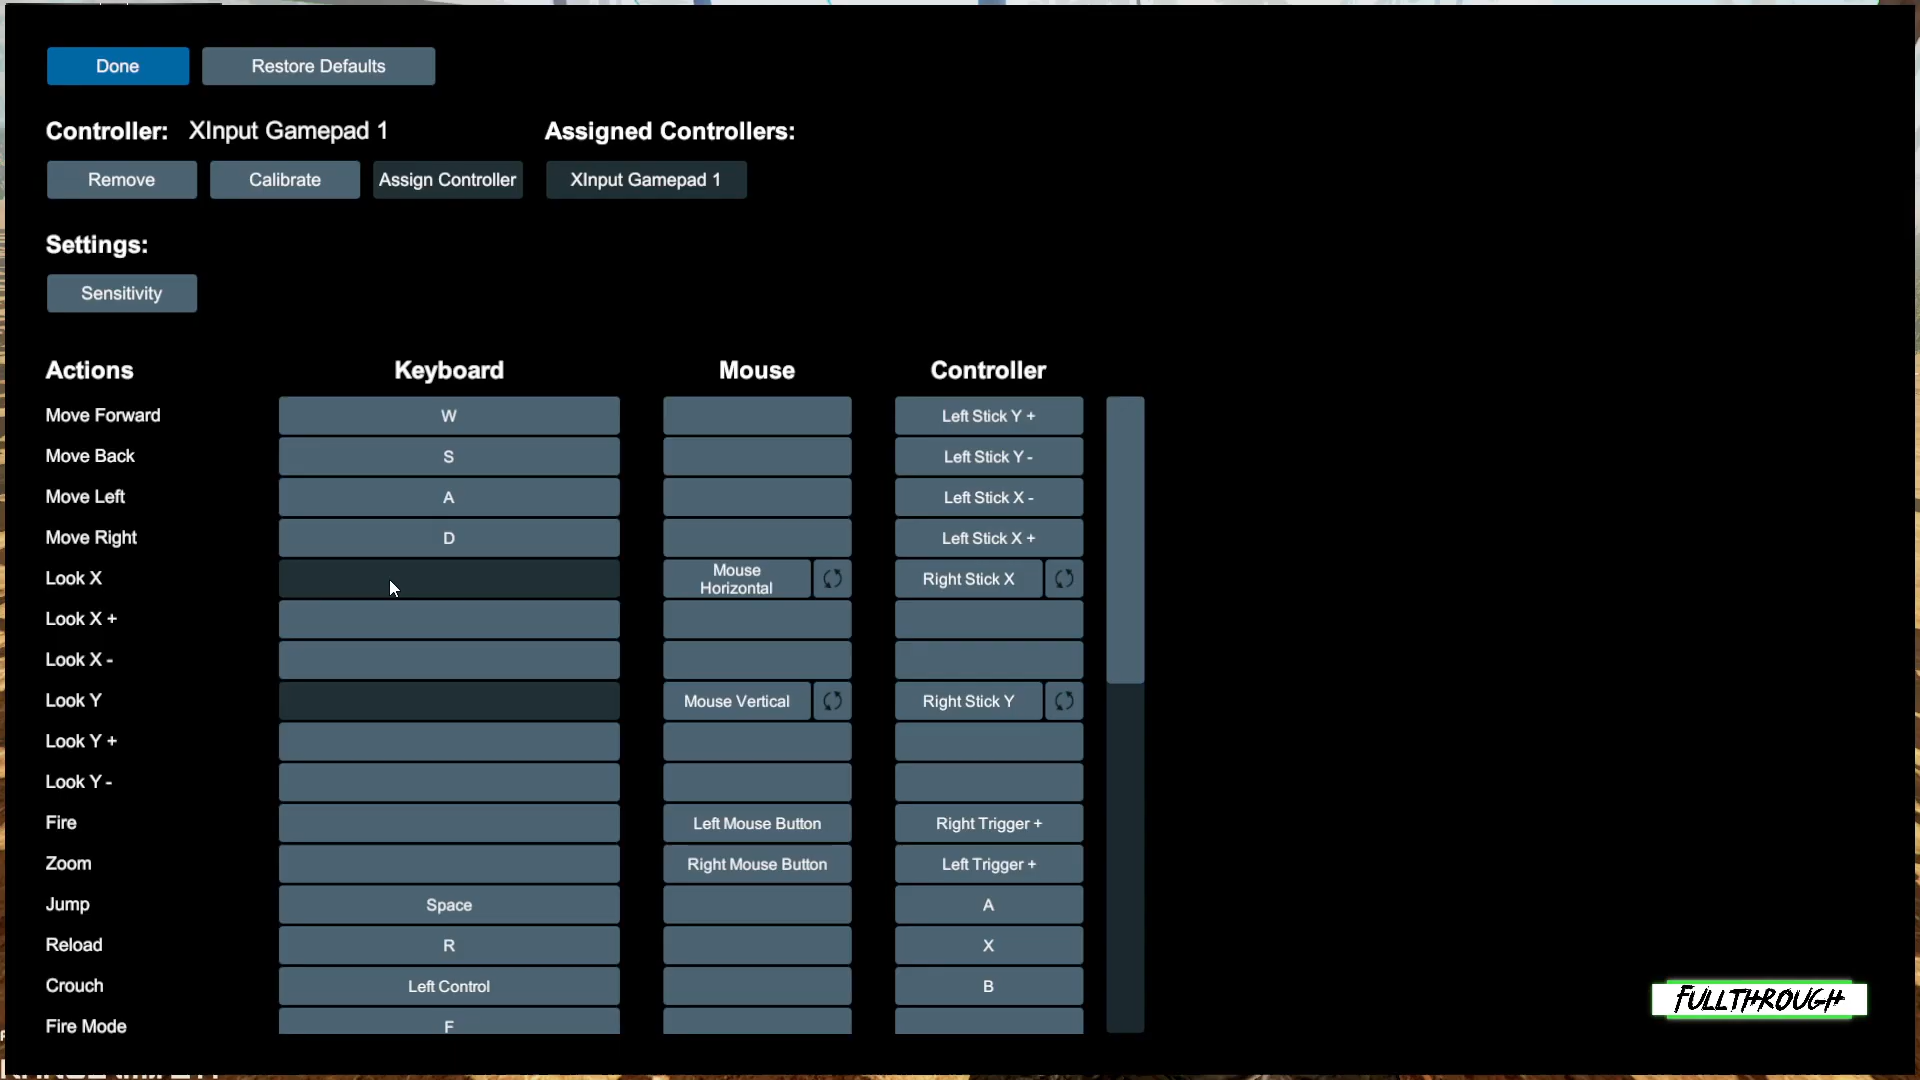 Done Restore Defaults
Controller: XInput Gamepad 1 Assigned Controllers:
Remove Calibrate Assign Controller XInput Gamepad 1
Settings:
Sensitivity
Actions Keyboard Mouse Controller
Move Forward W Left Stick Y +
Move Back S Left Stick Y -
Move Left A Left Stick X -
Move Right D Left Stick X +
Look X Mouse Horizontal Right Stick X
Look X +
Look X -
Look Y Mouse Vertical Right Stick Y
Look Y +
Look Y -
Fire Left Mouse Button Right Trigger +
Zoom Right Mouse Button Left Trigger +
Jump Space A
Reload R X
Crouch Left Control B
Fire Mode F
FULLTHROUGH